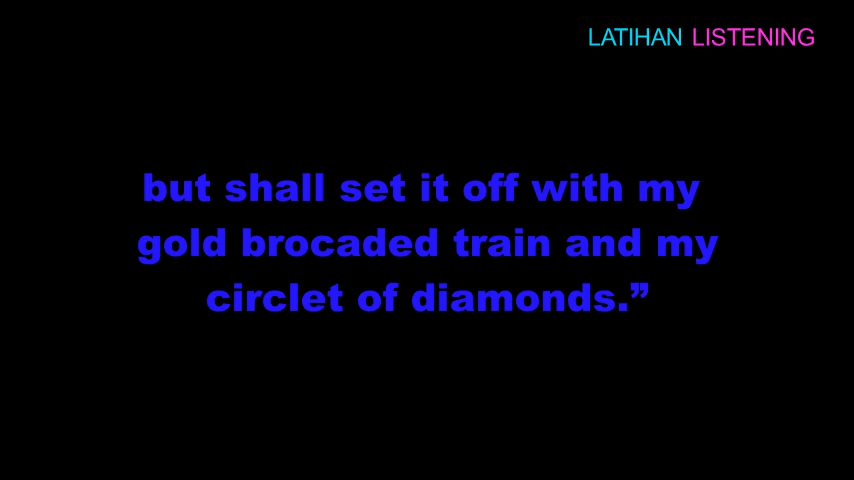 LATIHAN LISTENING
but shall set it off with my
gold brocaded train and my
circlet of diamonds.”